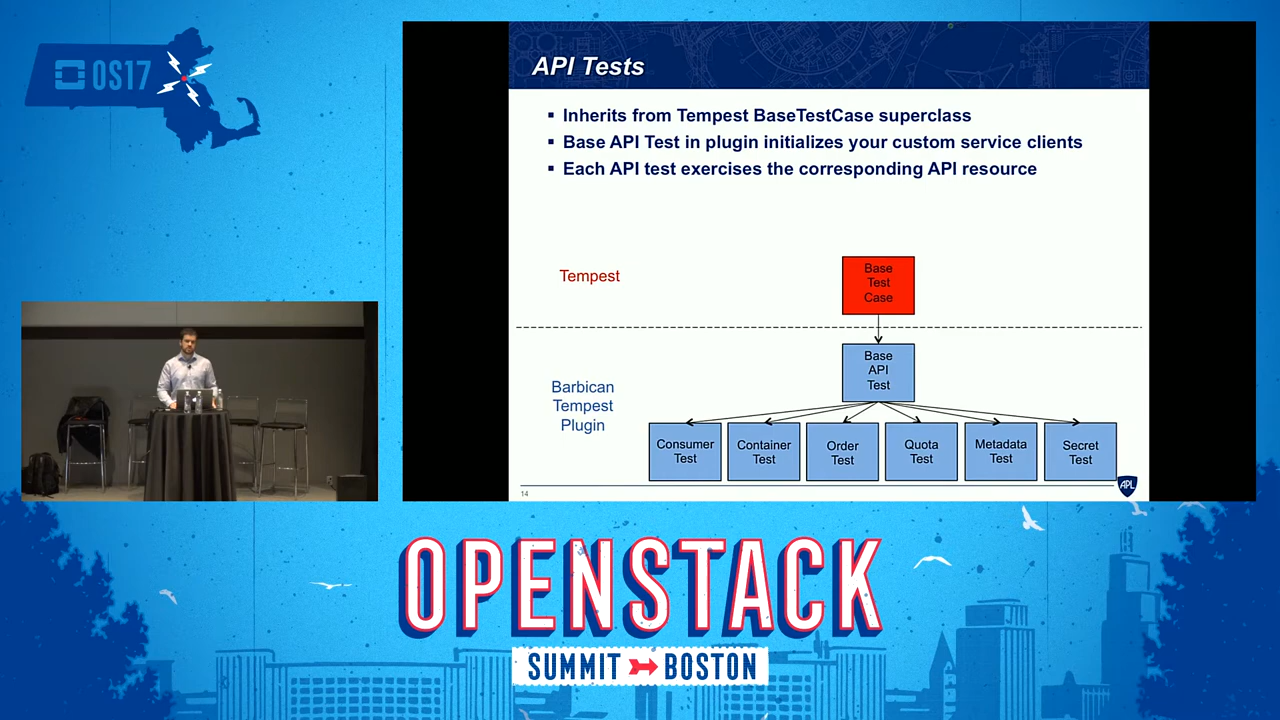 OS17
API Tests
▪ Inherits from Tempest BaseTestCase superclass
▪ Base API Test in plugin initializes your custom service clients
▪ Each API test exercises the corresponding API resource
Tempest
Base
Test
Case
Base
API
Test
Barbican
Tempest
Plugin
Consumer
Test
Container
Test
Order
Test
Quota
Test
Metadata
Test
Secret
Test
14
APL
OPENSTACK
SUMMIT BOSTON